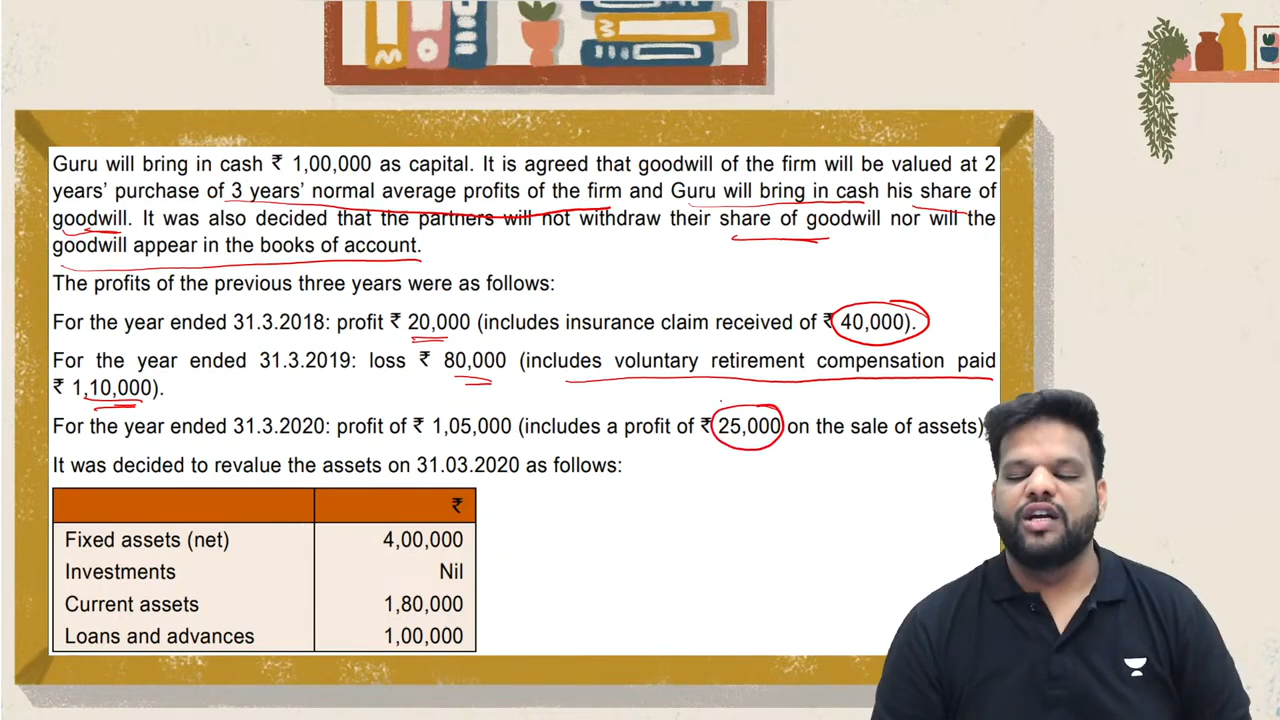 Guru will bring in cash ₹ 1,00,000 as capital. It is agreed that goodwill of the firm will be valued at 2
years' purchase of 3 years' normal average profits of the firm and Guru will bring in cash his share of
goodwill. It was also decided that the partners will not withdraw their share of goodwill nor will the
goodwill appear in the books of account.
The profits of the previous three years were as follows:
For the year ended 31.3.2018: profit ₹ 20,000 (includes insurance claim received of ₹ 40,000).
For the year ended 31.3.2019: loss ₹ 80,000 (includes voluntary retirement compensation paid
₹ 1,10,000).
For the year ended 31.3.2020: profit of ₹ 1,05,000 (includes a profit of ₹ 25,000 on the sale of assets).
It was decided to revalue the assets on 31.03.2020 as follows:
₹
Fixed assets (net) 4,00,000
Investments Nil
Current assets 1,80,000
Loans and advances 1,00,000